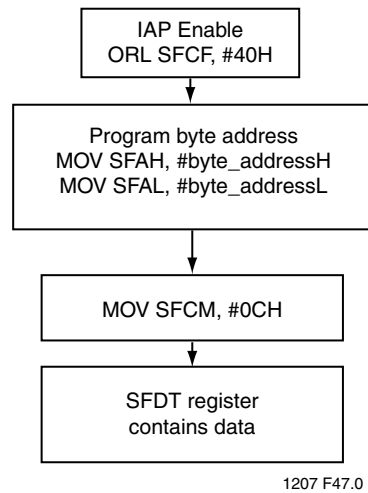 IAP Enable
ORL SFCF, #40H
Program byte address
MOV SFAH, #byte_addressH
MOV SFAL, #byte_addressL
MOV SFCM, #0CH
SFDT register
contains data
1207 F47.0